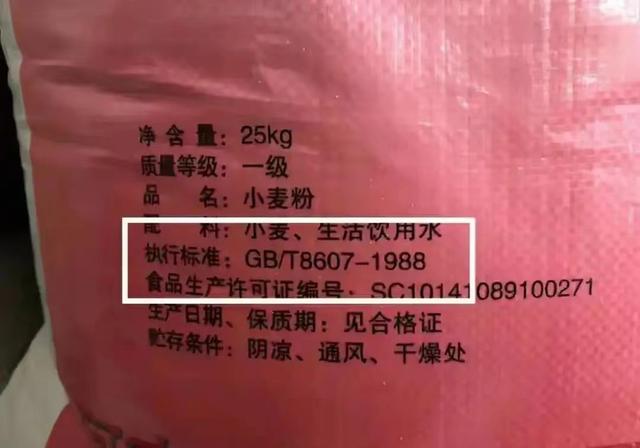 净 含 量：25kg
质量等级：一级
品 名：小麦粉
配 料：小麦、生活饮用水
执行标准：GB/T8607-1988
食品生产许可证编号：SC10141089100271
生产日期、保质期：见合格证
贮存条件：阴凉、通风、干燥处